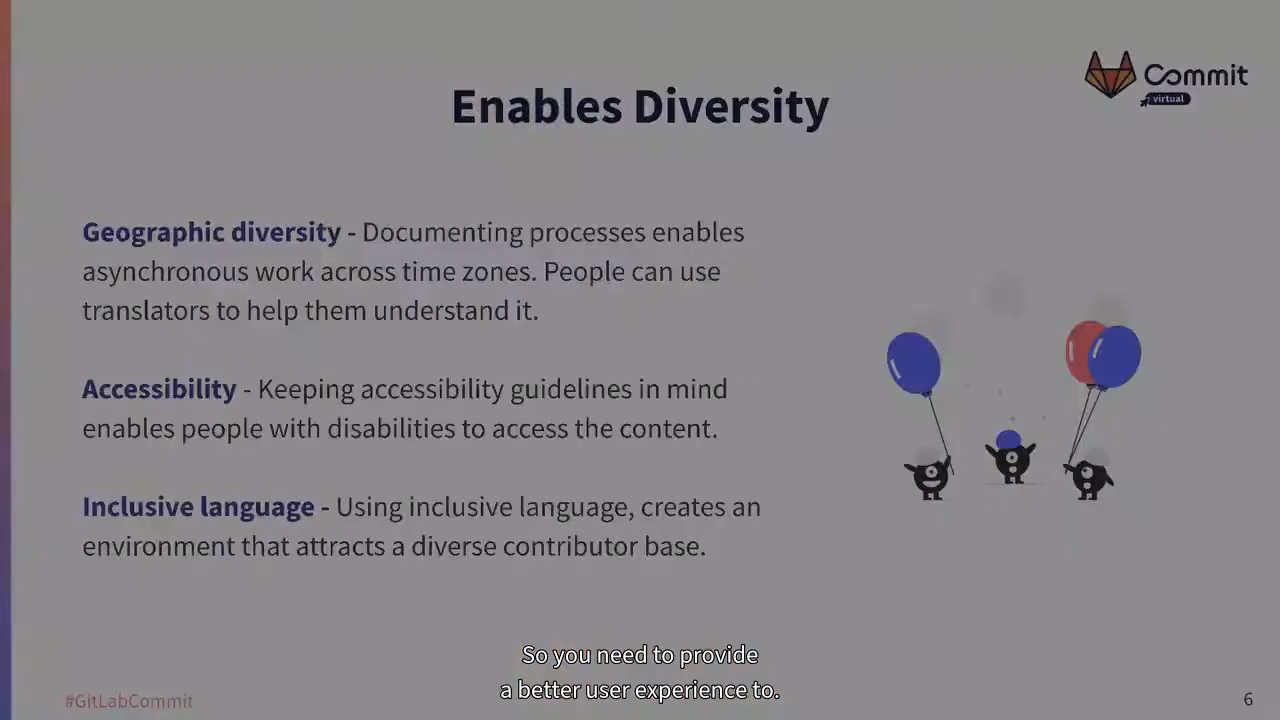 Commit
virtual
Enables Diversity
Geographic diversity - Documenting processes enables
asynchronous work across time zones. People can use
translators to help them understand it.
Accessibility - Keeping accessibility guidelines in mind
enables people with disabilities to access the content.
Inclusive language - Using inclusive language, creates an
environment that attracts a diverse contributor base.
So you need to provide
a better user experience to.
#GitLabCommit
6